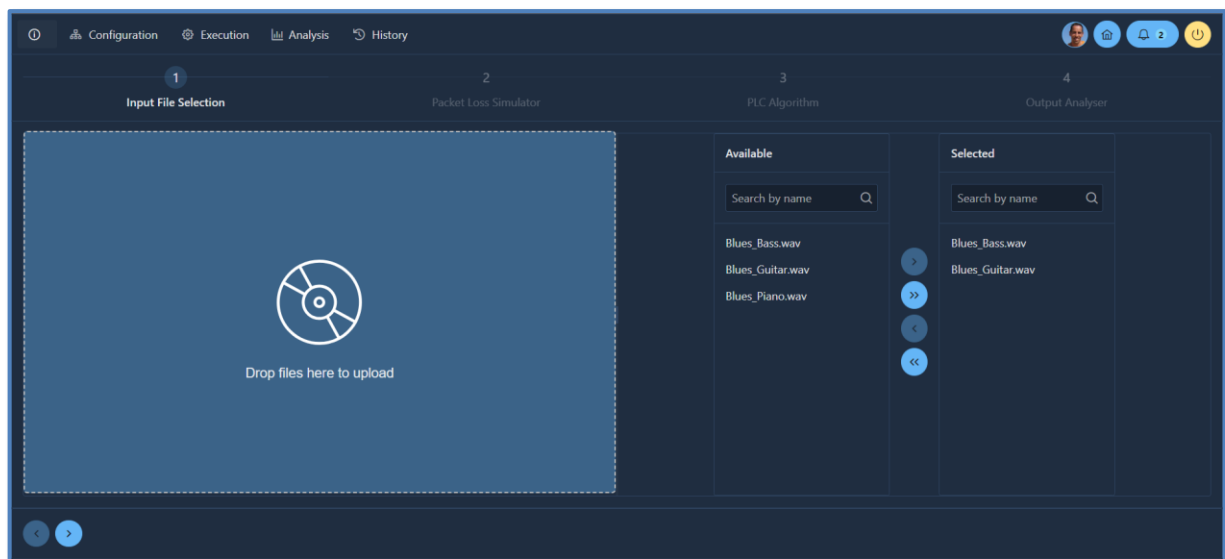 Configuration Execution Analysis History 2
1 2 3 4
Input File Selection Packet Loss Simulator PLC Algorithm Output Analyser
Available Selected
Search by name Search by name
Blues_Bass.wav Blues_Bass.wav
Blues_Guitar.wav Blues_Guitar.wav
Blues_Piano.wav
Drop files here to upload